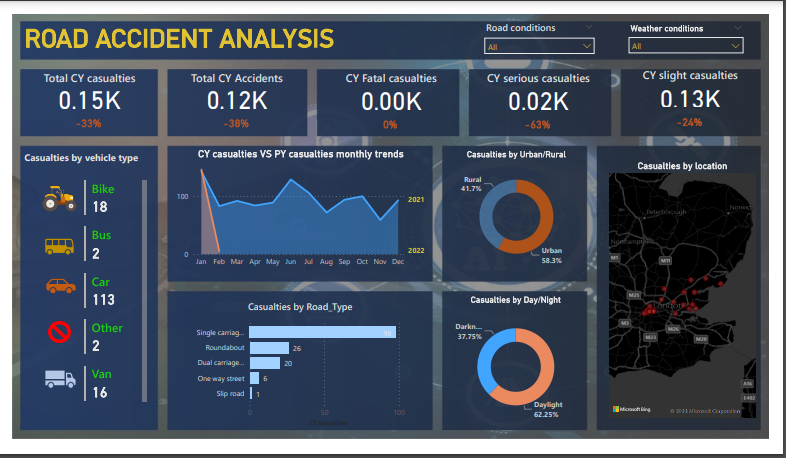 ROAD ACCIDENT ANALYSIS
Road conditions
All
Weather conditions
All
Total CY casualties
0.15K
-33%
Total CY Accidents
0.12K
-38%
CY Fatal casualties
0.00K
0%
CY serious casualties
0.02K
-63%
CY slight casualties
0.13K
-24%
Casualties by vehicle type
Bike
18
Bus
2
Car
113
Other
2
Van
16
CY casualties VS PY casualties monthly trends
100
0
2021
2022
Jan Feb Mar Apr May Jun Jul Aug Sep Oct Nov Dec
Casualties by Road_Type
Single carriag...
Roundabout
26
Dual carriage...
20
One way street
6
Slip road
1
0 50 100
CY casualties
Casualties by Urban/Rural
Rural
41.7%
Urban
58.3%
Casualties by Day/Night
Darkn...
37.75%
Daylight
62.25%
Casualties by location
Peterborough
Norwich
Northampton
M1
M11
M25
London
M3
M26
M23
M20
A16
E402
Microsoft Bing
© 2023 Microsoft Corporation